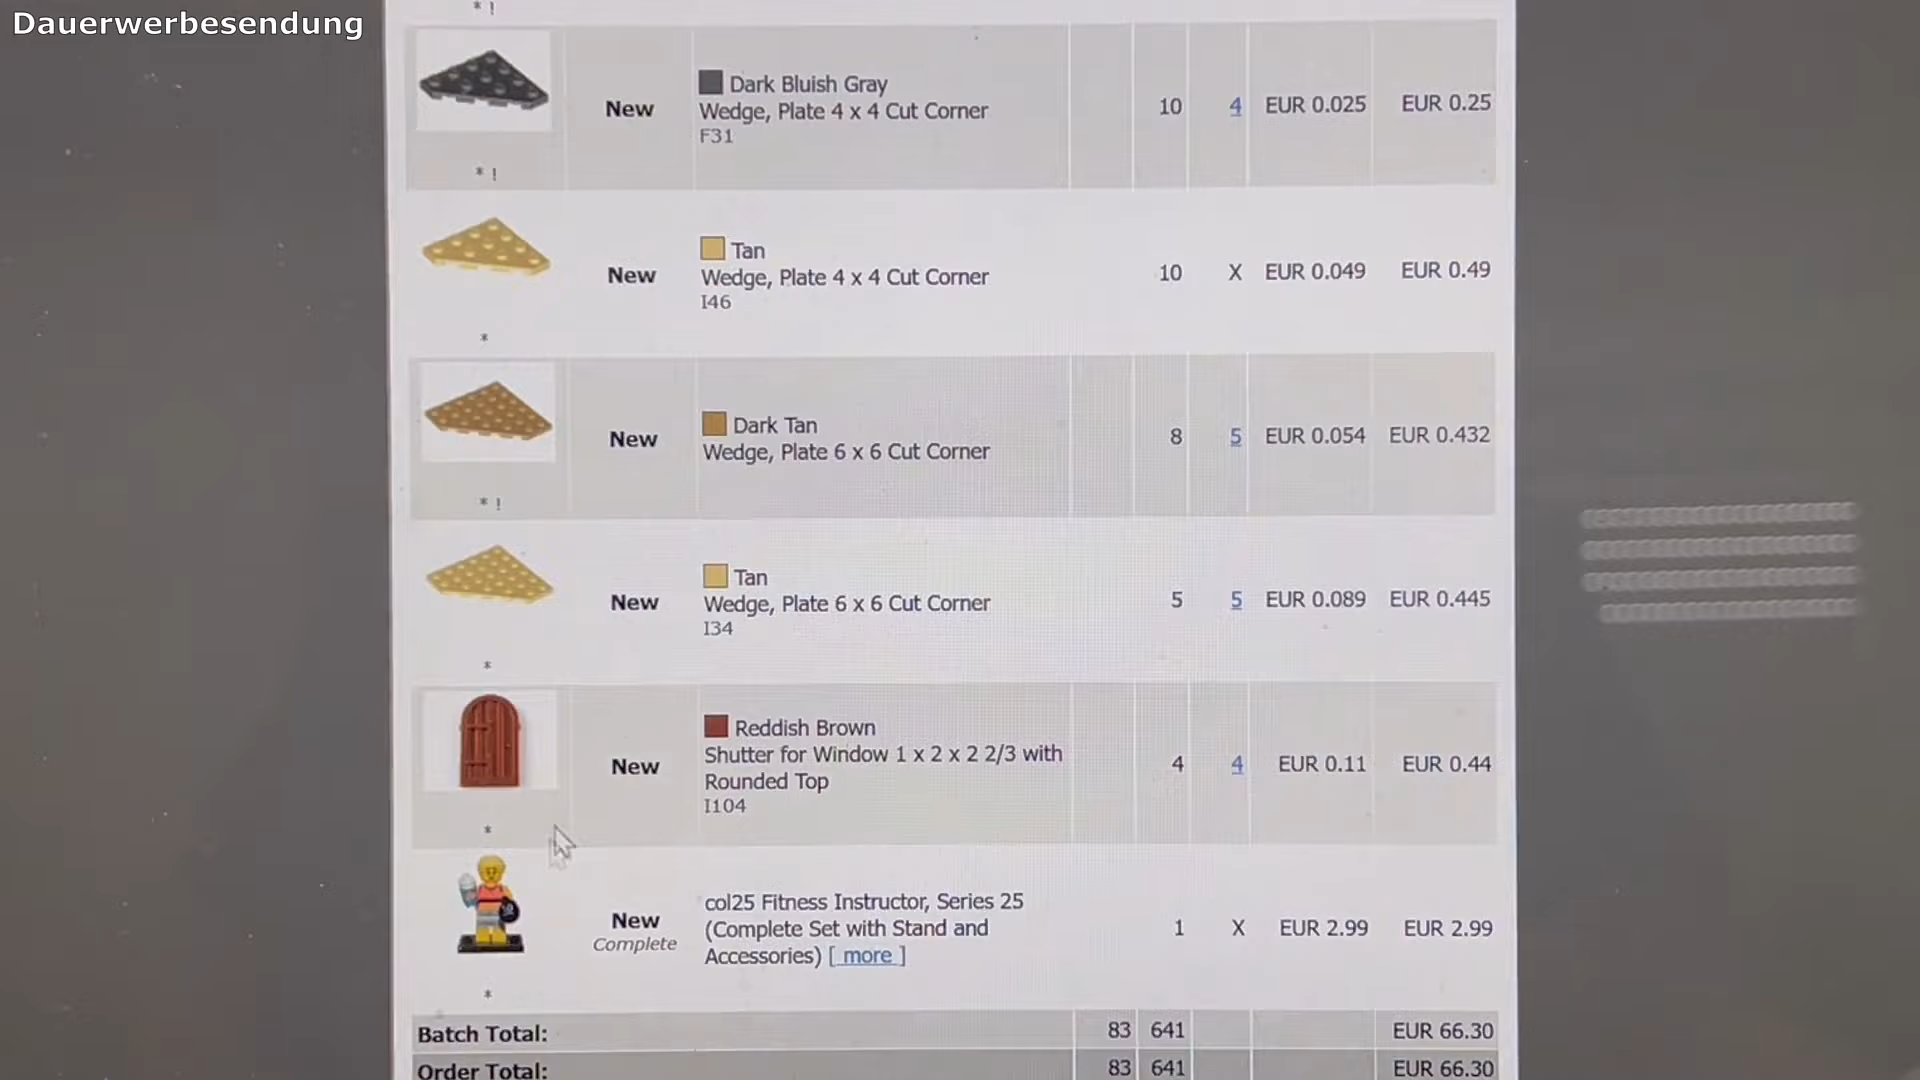 Dauerwerbesendung
* !
New
Dark Bluish Gray
Wedge, Plate 4 x 4 Cut Corner
F31
10 4 EUR 0.025 EUR 0.25
* !
New
Tan
Wedge, Plate 4 x 4 Cut Corner
I46
10 X EUR 0.049 EUR 0.49
*
New
Dark Tan
Wedge, Plate 6 x 6 Cut Corner
8 5 EUR 0.054 EUR 0.432
* !
New
Tan
Wedge, Plate 6 x 6 Cut Corner
I34
5 5 EUR 0.089 EUR 0.445
*
New
Reddish Brown
Shutter for Window 1 x 2 x 2 2/3 with
Rounded Top
I104
4 4 EUR 0.11 EUR 0.44
*
New
Complete
col25 Fitness Instructor, Series 25
(Complete Set with Stand and
Accessories) [ more ]
1 X EUR 2.99 EUR 2.99
*
Batch Total: 83 641 EUR 66.30
Order Total: 83 641 EUR 66.30